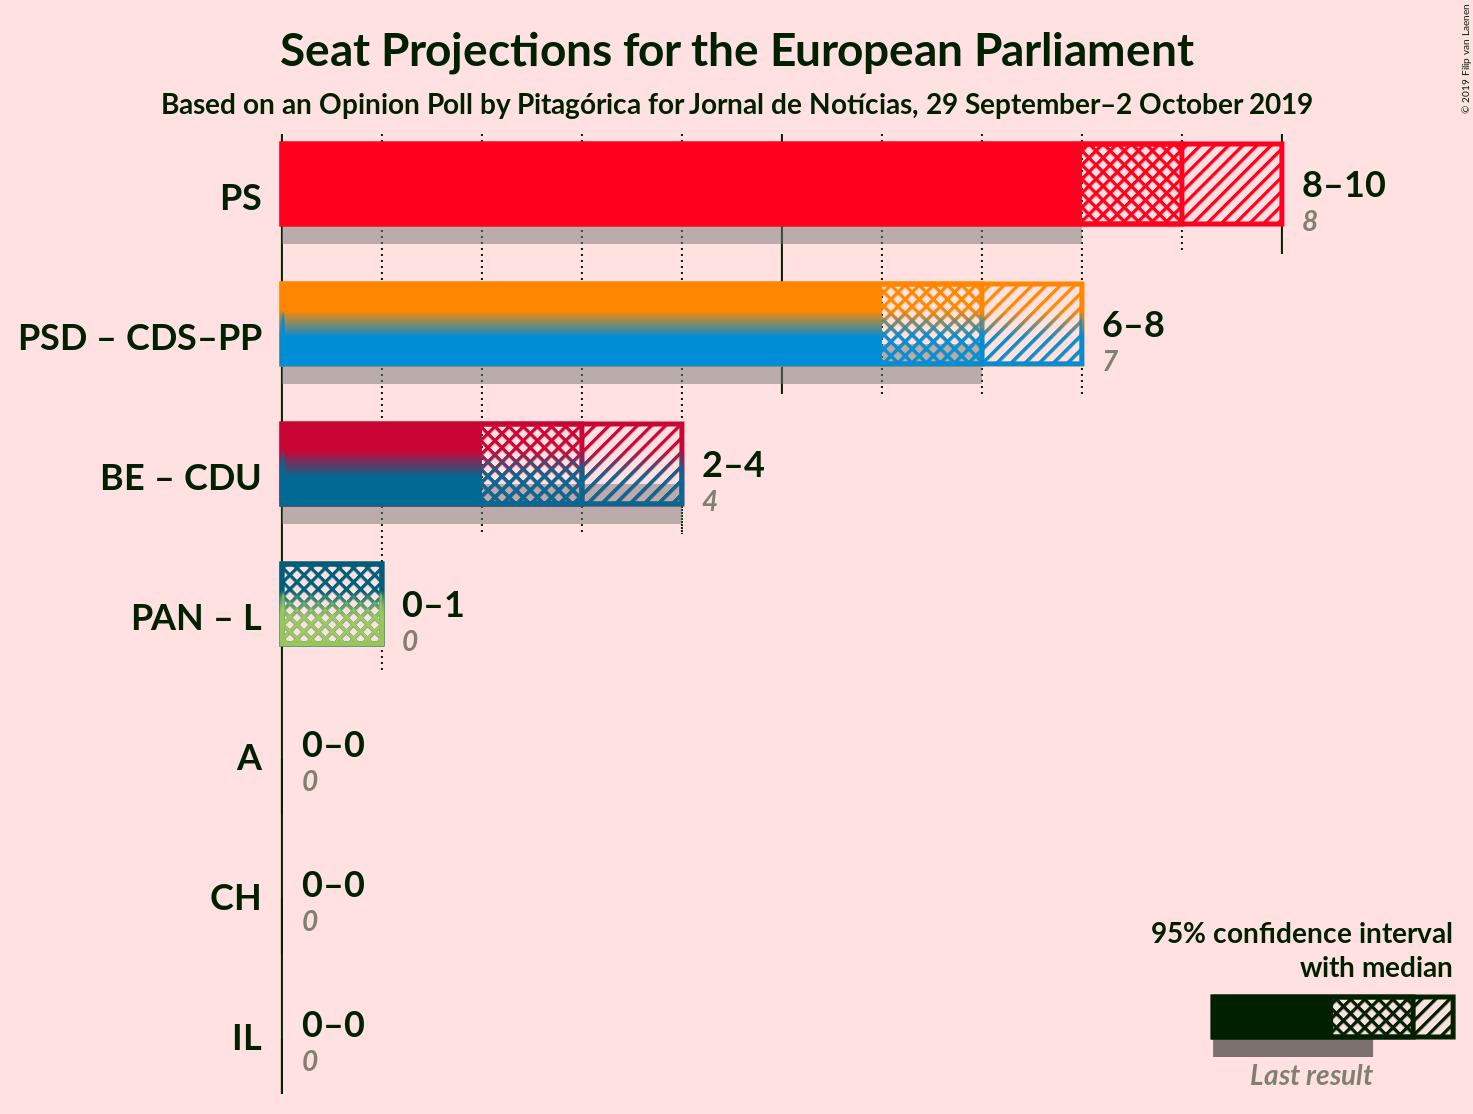 Seat Projections for the European Parliament
Based on an Opinion Poll by Pitagórica for Jornal de Notícias, 29 September–2 October 2019
© 2019 Filip van Laenen
PS
8–10
8
PSD – CDS–PP
6–8
7
BE – CDU
2–4
4
PAN – L
0–1
0
A
0–0
0
CH
0–0
0
IL
0–0
0
95% confidence interval
with median
Last result